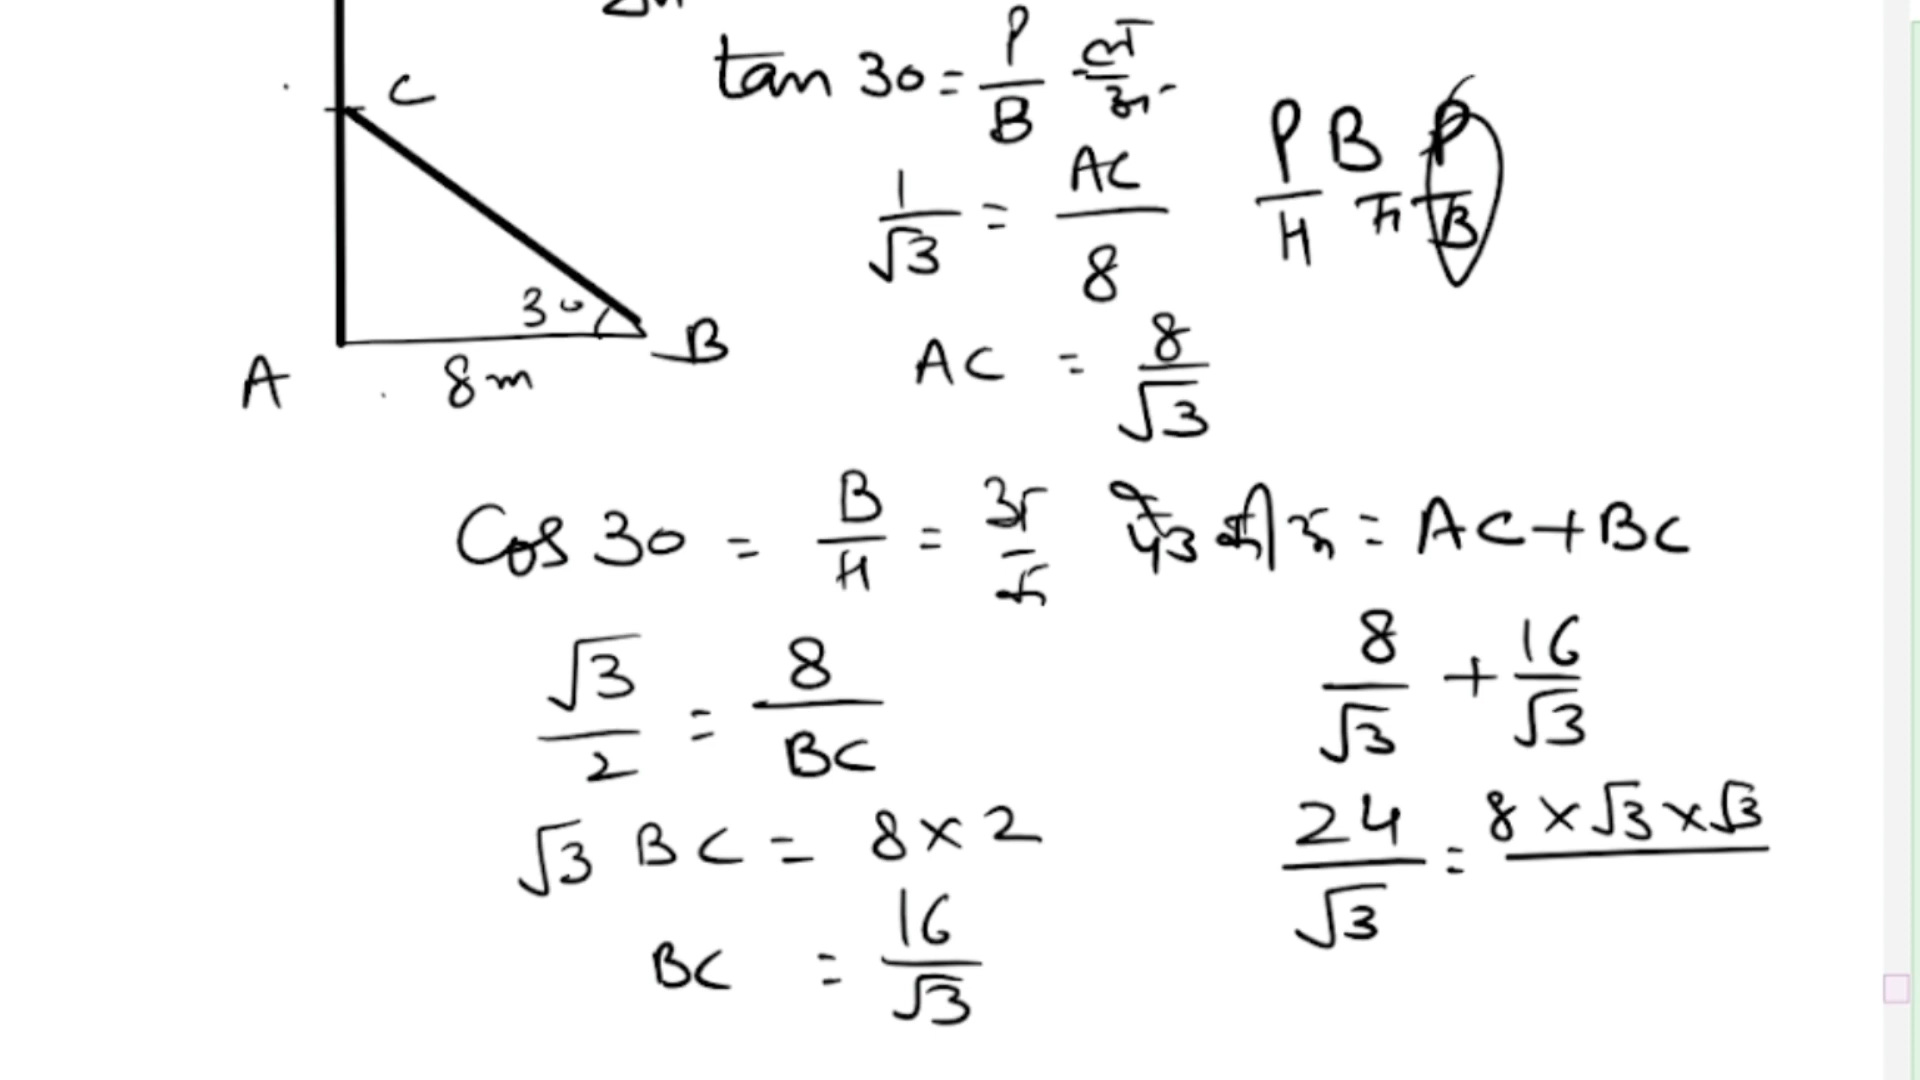 C
30
A
8m
B
tan 30 = P/B = ल/अ
1/√3 = AC/8
P/H B/H P/B
AC = 8/√3
Cos 30 = B/H = अ/क
= AC + BC
√3/2 = 8/BC
8/√3 + 16/√3
√3 BC = 8 × 2
24/√3 = 8 × √3 × √3
BC = 16/√3